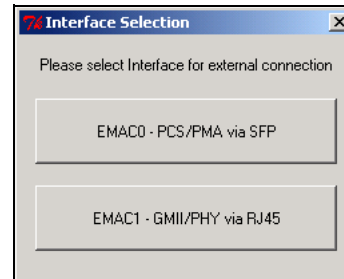 Interface Selection
Please select Interface for external connection
EMAC0 - PCS/PMA via SFP
EMAC1 - GMII/PHY via RJ45